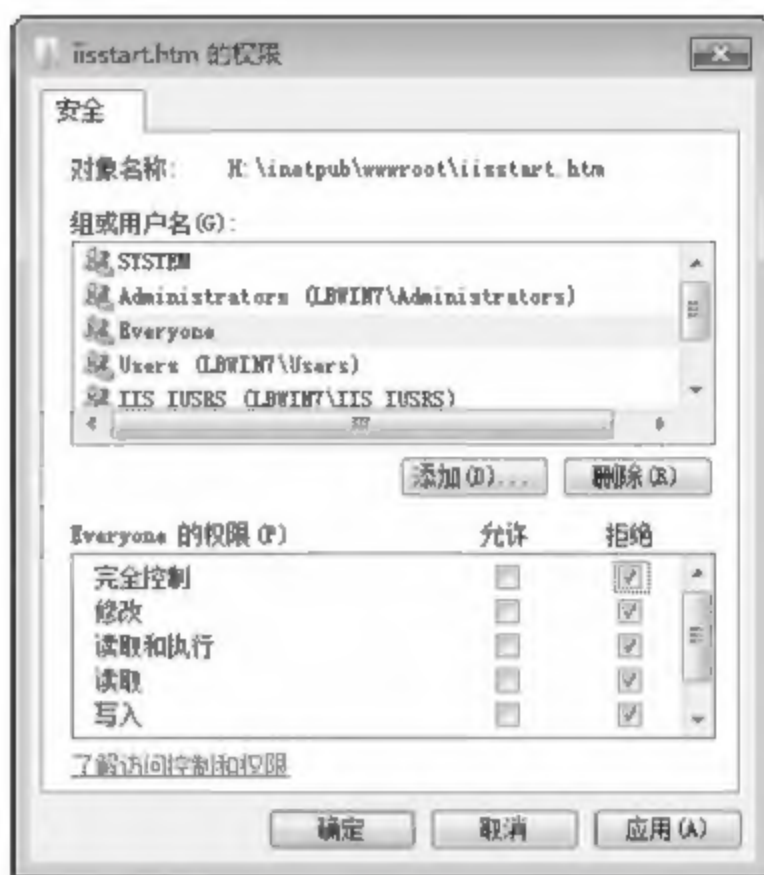 iisstart.htm 的权限
安全
对象名称: H:\inatpub\wwwroot\iisstart.htm
组或用户名(G):
SYSTEM
Administrators (LBWIN7\Administrators)
Everyone
Users (LBWIN7\Users)
IIS_IUSRS (LBWIN7\IIS_IUSRS)
添加(D)... 删除(R)
Everyone 的权限(P) 允许 拒绝
完全控制
修改
读取和执行
读取
写入
了解访问控制和权限
确定 取消 应用(A)